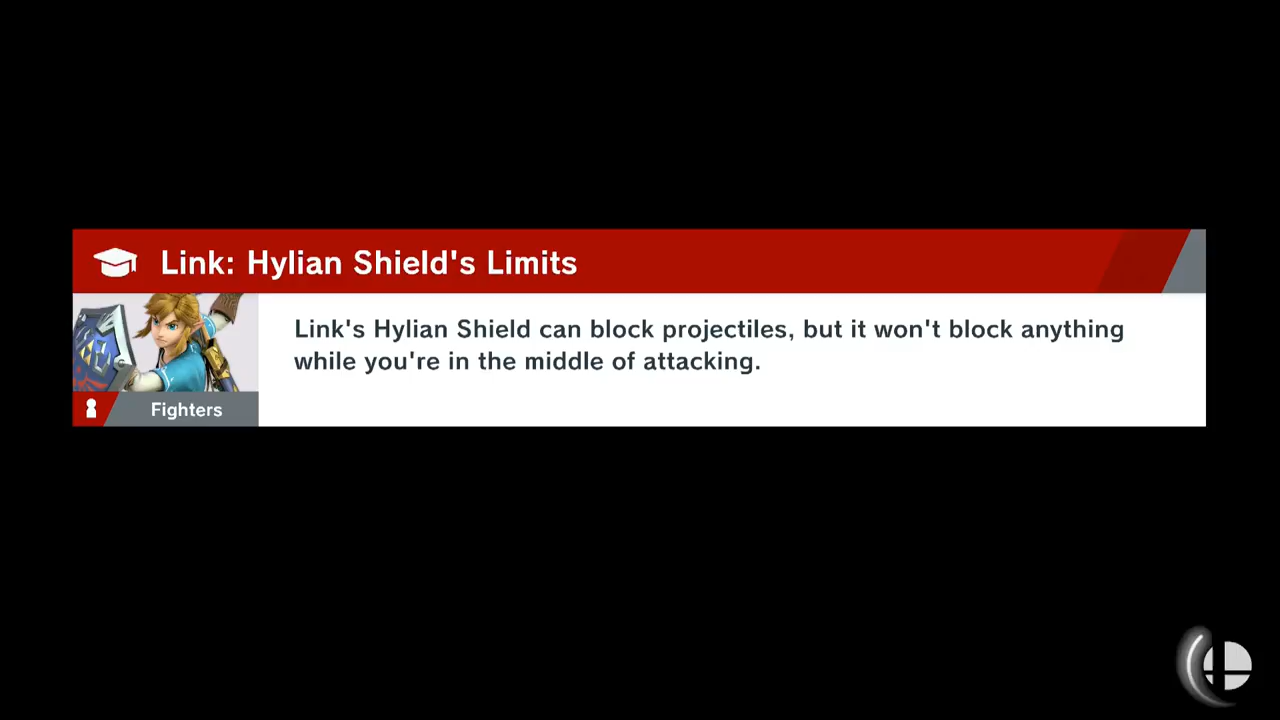 Link: Hylian Shield's Limits
Link's Hylian Shield can block projectiles, but it won't block anything
while you're in the middle of attacking.
Fighters